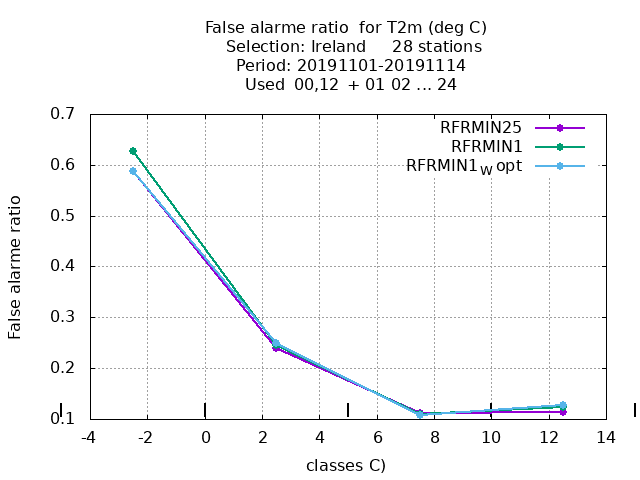 False alarme ratio  for T2m (deg C)
Selection: Ireland     28 stations
Period: 20191101-20191114
Used  00,12  + 01 02 ... 24
RFRMIN25
RFRMIN1
RFRMIN1_W opt
False alarme ratio
0.7
0.6
0.5
0.4
0.3
0.2
0.1
-4 -2 0 2 4 6 8 10 12 14
classes C)